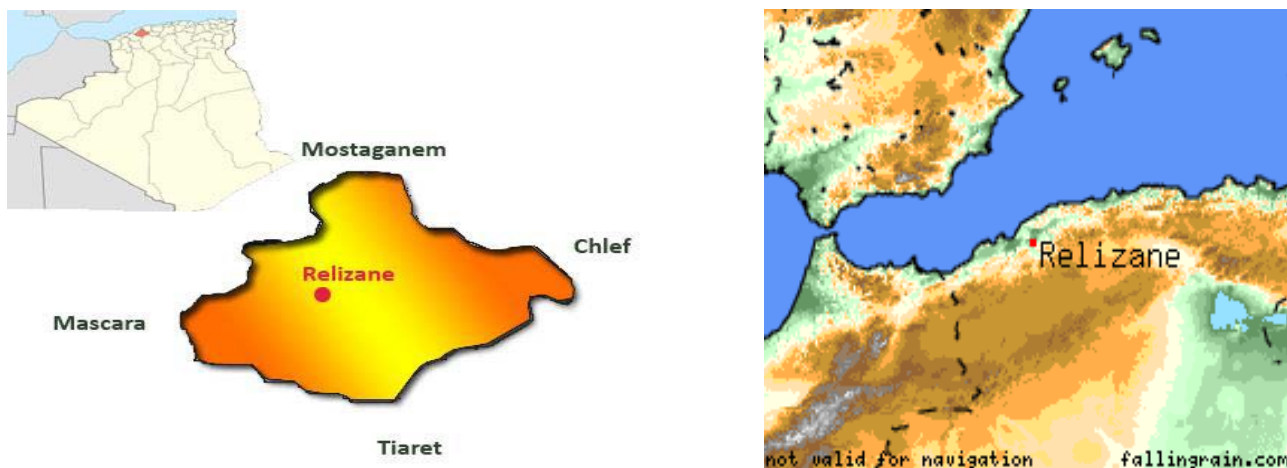 Mostaganem
Chlef
Relizane
Mascara
Tiaret
Relizane
not valid for navigation
fallingrain.com